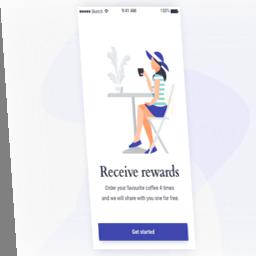 Sketch 9:41 AM 100%
Receive rewards
Order your favourite coffee 4 times
and we will share with you one for free.
Get started